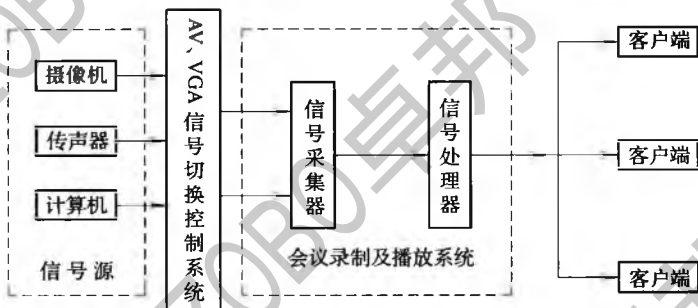 摄像机
传声器
计算机
信号源
AV、VGA信号切换控制系统
信号采集器
信号处理器
会议录制及播放系统
客户端
客户端
客户端